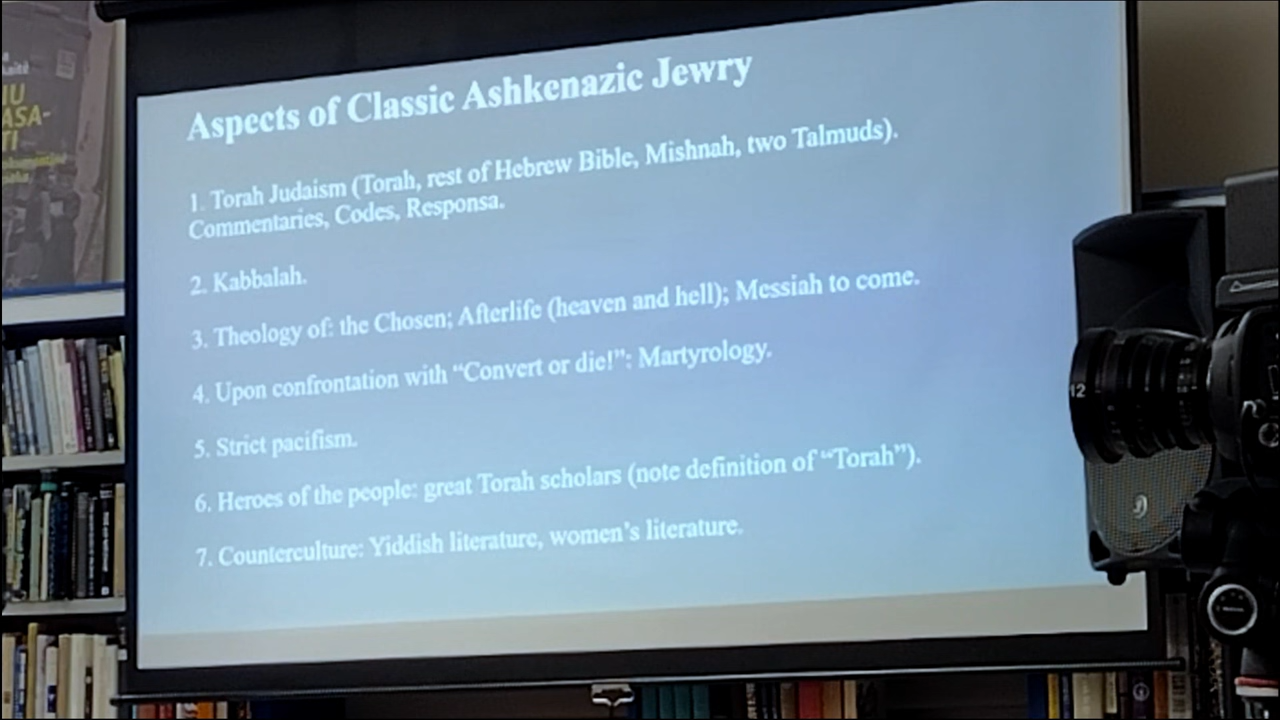 Aspects of Classic Ashkenazic Jewry
1. Torah Judaism (Torah, rest of Hebrew Bible, Mishnah, two Talmuds).
Commentaries, Codes, Responsa.
2. Kabbalah.
3. Theology of: the Chosen; Afterlife (heaven and hell); Messiah to come.
4. Upon confrontation with “Convert or die!”: Martyrology.
5. Strict pacifism.
6. Heroes of the people: great Torah scholars (note definition of “Torah”).
7. Counterculture: Yiddish literature, women’s literature.
12